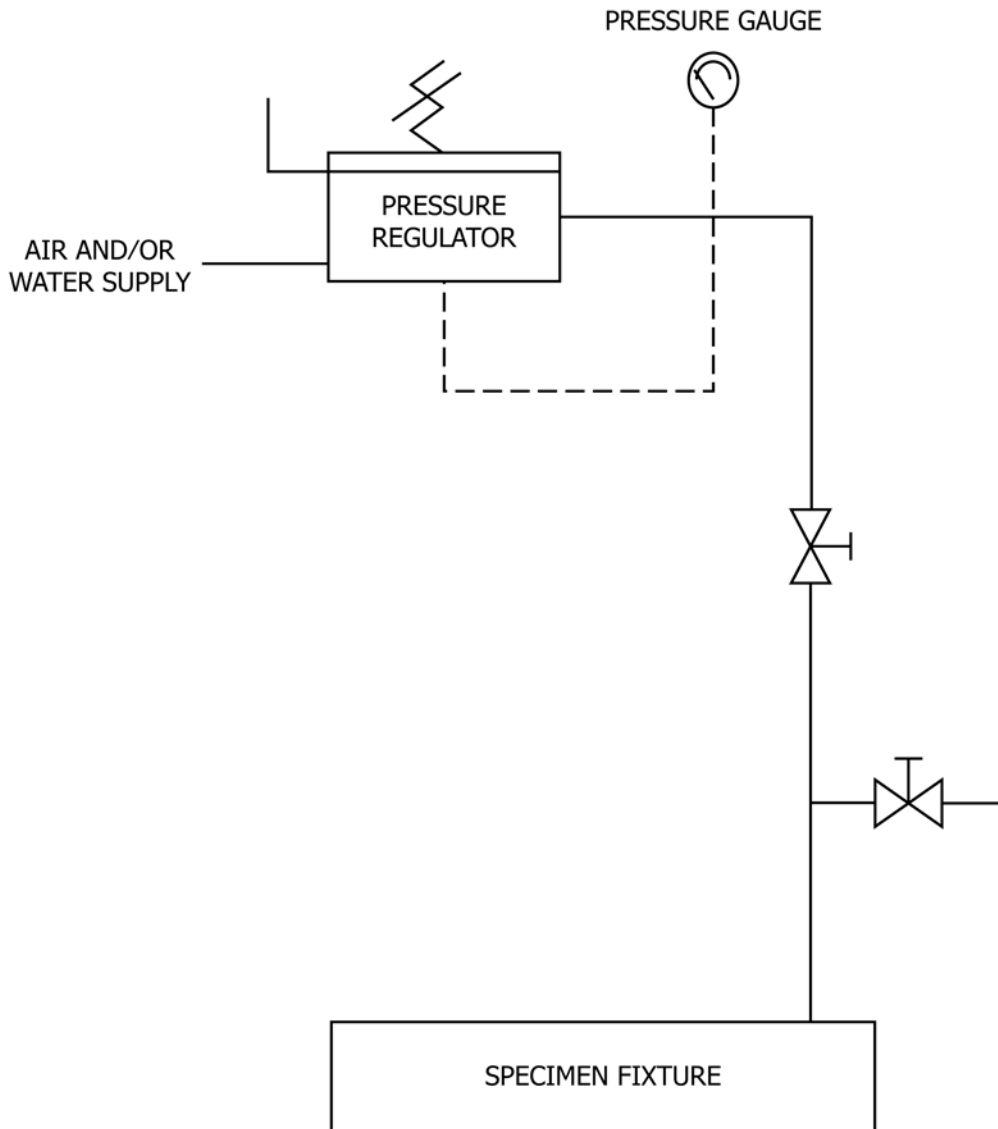 PRESSURE GAUGE
PRESSURE
REGULATOR
AIR AND/OR
WATER SUPPLY
SPECIMEN FIXTURE